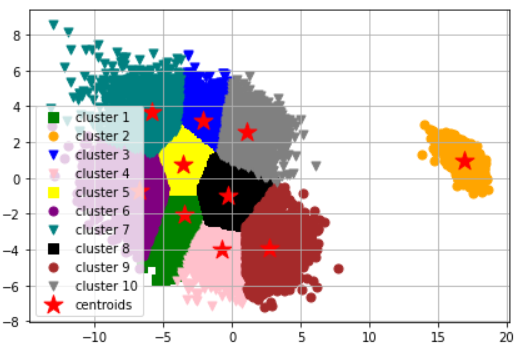 8
6
4
2
0
−2
−4
−6
−8
cluster 1
cluster 2
cluster 3
cluster 4
cluster 5
cluster 6
cluster 7
cluster 8
cluster 9
cluster 10
centroids
−10 −5 0 5 10 15 20